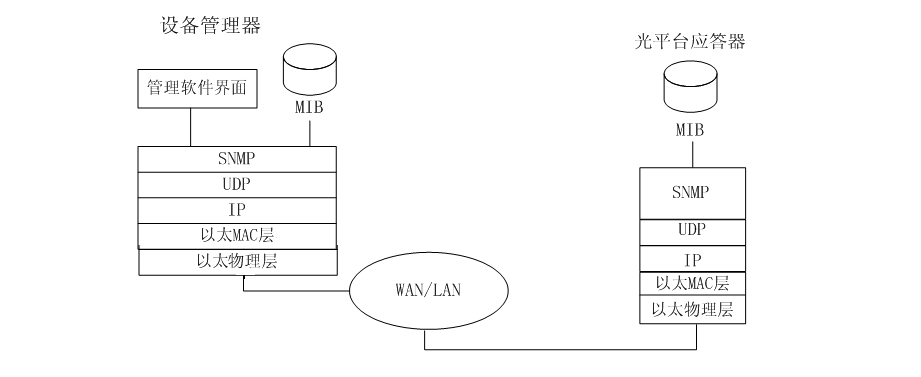 设备管理器
管理软件界面
MIB
SNMP
UDP
IP
以太MAC层
以太物理层
WAN/LAN
光平台应答器
MIB
SNMP
UDP
IP
以太MAC层
以太物理层